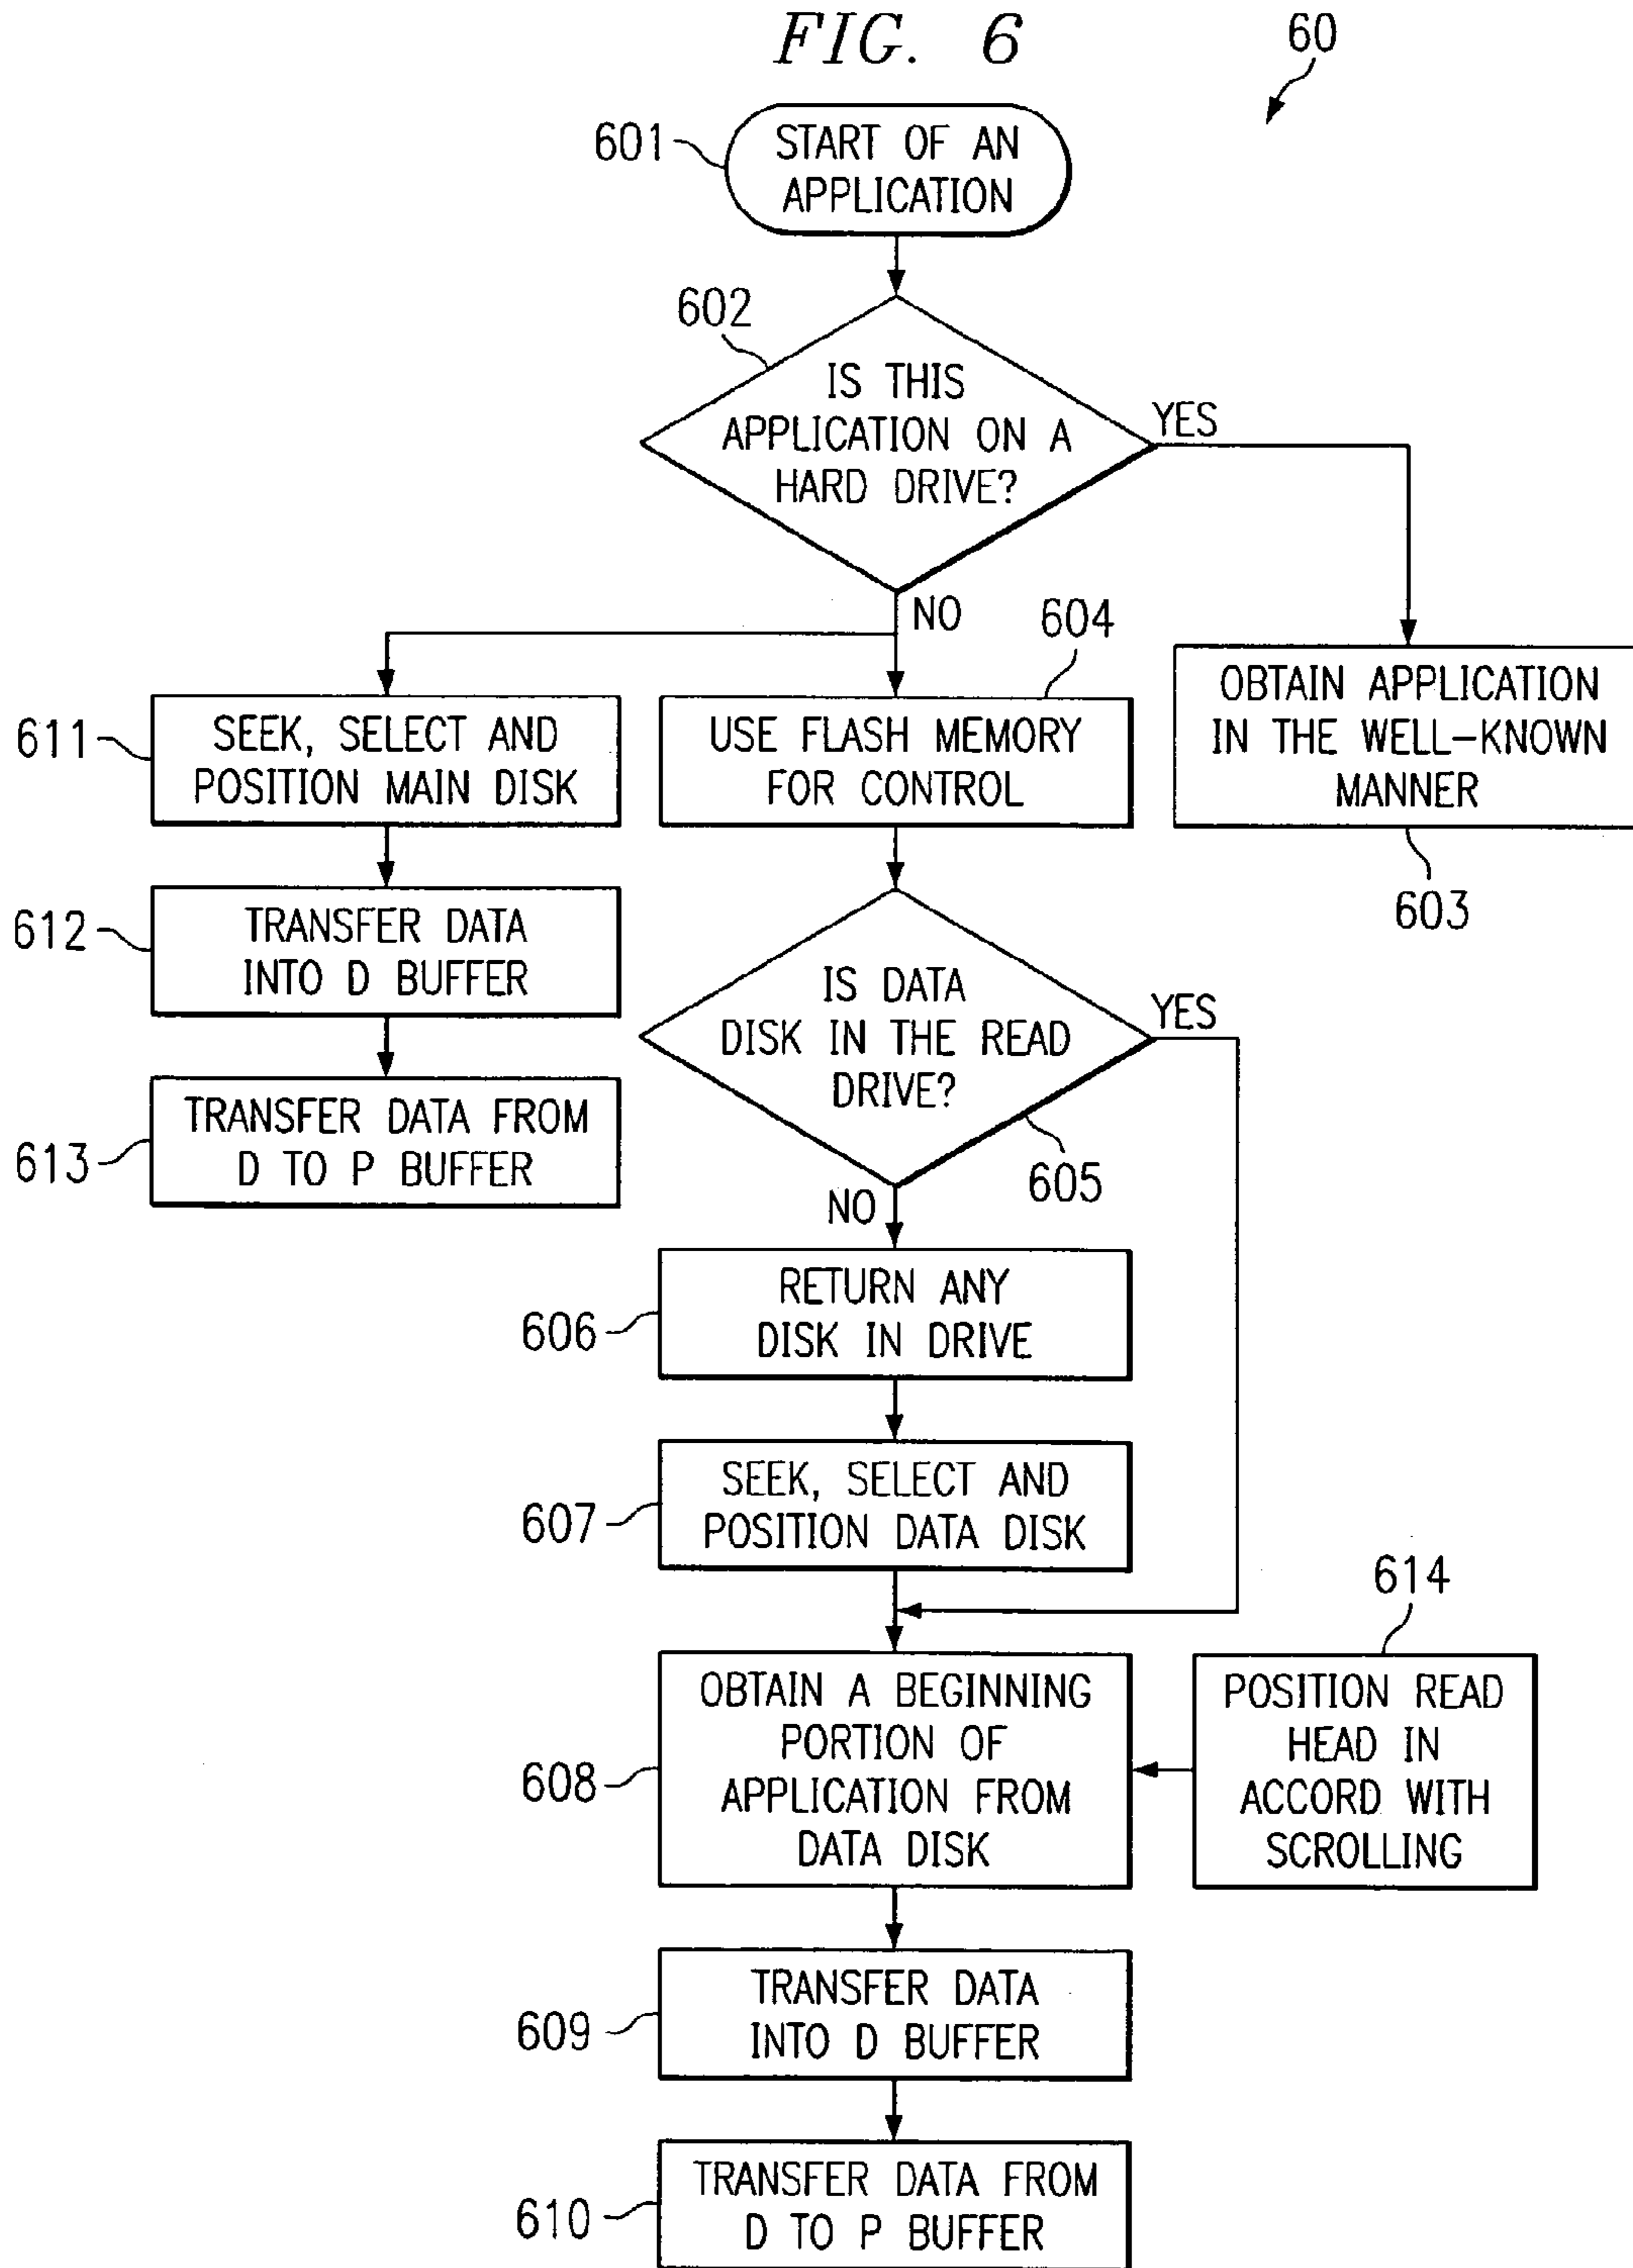 FIG. 6
60
601
START OF AN
APPLICATION
602
IS THIS
APPLICATION ON A
HARD DRIVE?
YES
NO
604
611
SEEK, SELECT AND
POSITION MAIN DISK
USE FLASH MEMORY
FOR CONTROL
OBTAIN APPLICATION
IN THE WELL-KNOWN
MANNER
603
612
TRANSFER DATA
INTO D BUFFER
IS DATA
DISK IN THE READ
DRIVE?
YES
605
NO
613
TRANSFER DATA FROM
D TO P BUFFER
606
RETURN ANY
DISK IN DRIVE
607
SEEK, SELECT AND
POSITION DATA DISK
614
608
OBTAIN A BEGINNING
PORTION OF
APPLICATION FROM
DATA DISK
POSITION READ
HEAD IN
ACCORD WITH
SCROLLING
609
TRANSFER DATA
INTO D BUFFER
610
TRANSFER DATA FROM
D TO P BUFFER